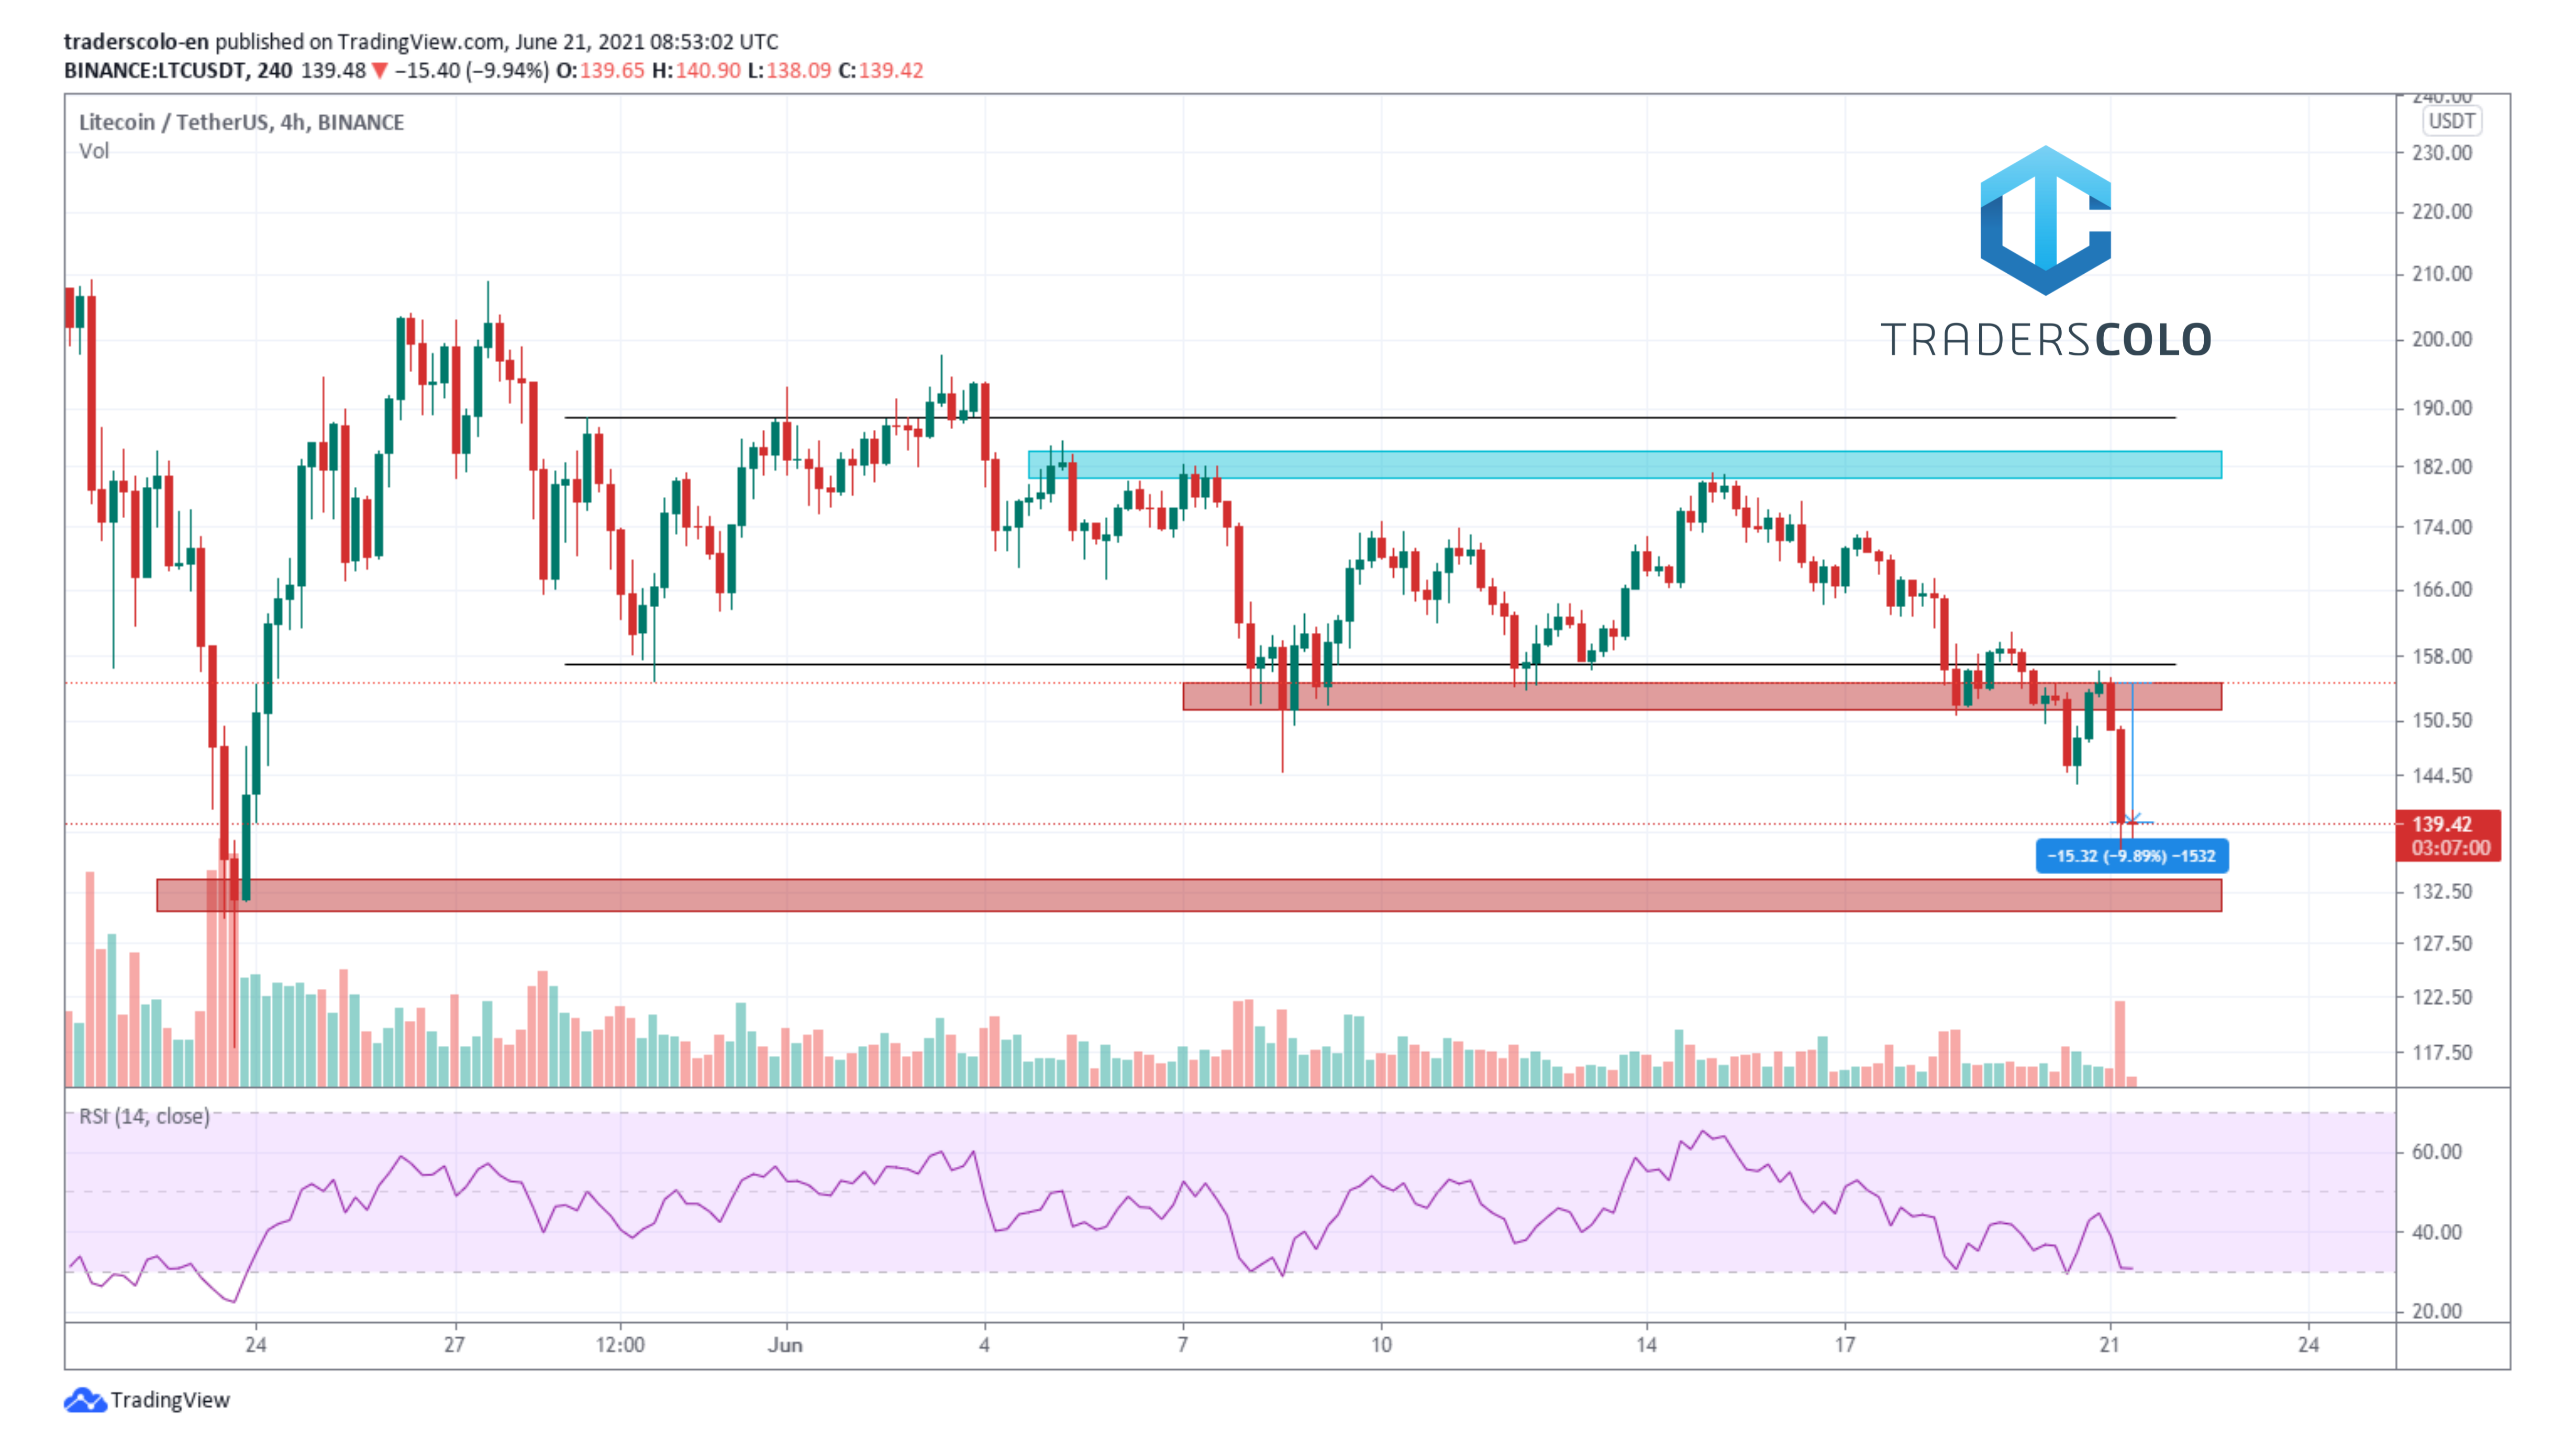 traderscolo-en published on TradingView.com, June 21, 2021 08:53:02 UTC
BINANCE:LTCUSDT, 240 139.48 ▼ −15.40 (−9.94%) O:139.65 H:140.90 L:138.09 C:139.42
Litecoin / TetherUS, 4h, BINANCE
Vol
TRADERSCOLO
240.00
USDT
230.00
220.00
210.00
200.00
190.00
182.00
174.00
166.00
158.00
150.50
144.50
139.42
03:07:00
−15.32 (−9.89%) −1532
132.50
127.50
122.50
117.50
RSI (14, close)
60.00
40.00
20.00
24 27 12:00 Jun 4 7 10 14 17 21 24
TradingView